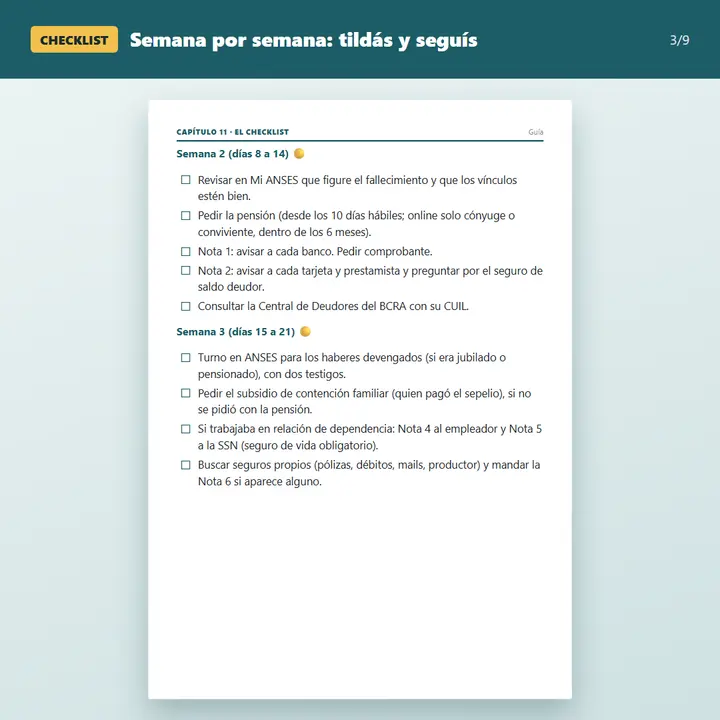 CHECKLIST
Semana por semana: tildás y seguís
3/9
CAPÍTULO 11 · EL CHECKLIST
Guía
Semana 2 (días 8 a 14)
Revisar en Mi ANSES que figure el fallecimiento y que los vínculos
estén bien.
Pedir la pensión (desde los 10 días hábiles; online solo cónyuge o
conviviente, dentro de los 6 meses).
Nota 1: avisar a cada banco. Pedir comprobante.
Nota 2: avisar a cada tarjeta y prestamista y preguntar por el seguro de
saldo deudor.
Consultar la Central de Deudores del BCRA con su CUIL.
Semana 3 (días 15 a 21)
Turno en ANSES para los haberes devengados (si era jubilado o
pensionado), con dos testigos.
Pedir el subsidio de contención familiar (quien pagó el sepelio), si no
se pidió con la pensión.
Si trabajaba en relación de dependencia: Nota 4 al empleador y Nota 5
a la SSN (seguro de vida obligatorio).
Buscar seguros propios (pólizas, débitos, mails, productor) y mandar la
Nota 6 si aparece alguno.